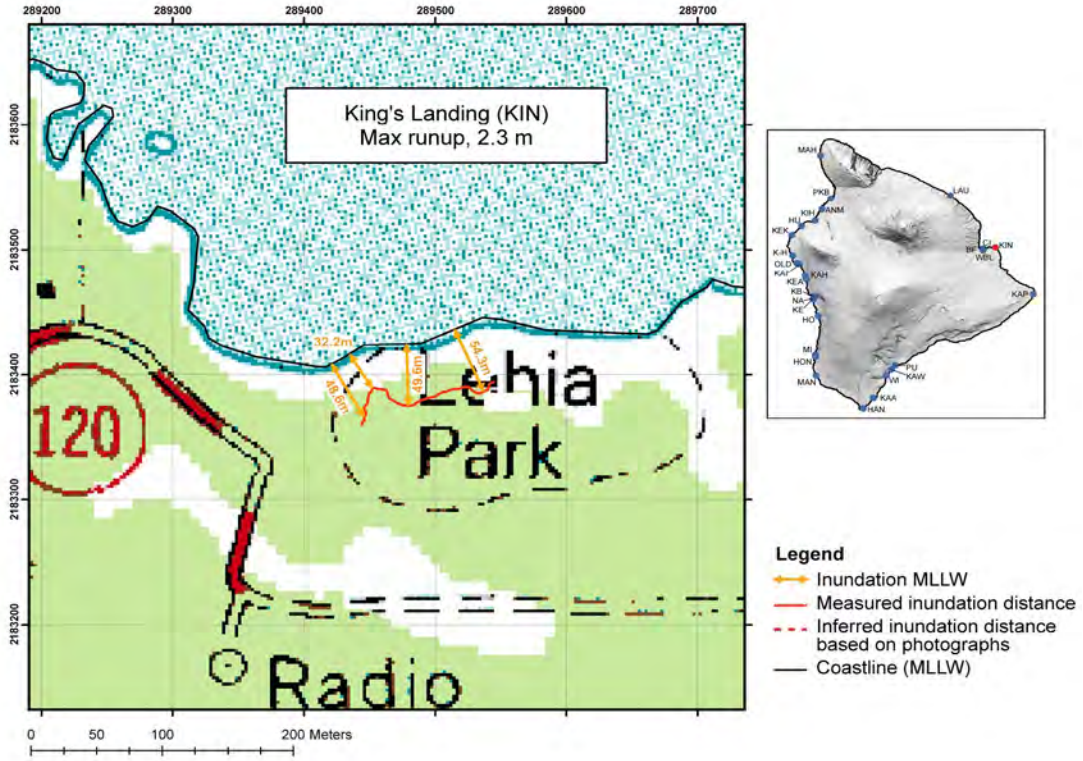 289200
289300
289400
289500
289600
289700
2183600
2183500
2183400
2183300
2183200
King's Landing (KIN)
Max runup, 2.3 m
32.2m
48.6m
49.6m
54.3m
Lehia
Park
120
Radio
0 50 100 200 Meters
MAH
PKB
LAU
ANM
KIH
HU
KEK
CI
KIN
BF
WBL
OLD
KAI
KAH
KEA
KB
NA
KE
HO
KAP
MI
HON
MAN
PU
KAW
WI
KAA
HAN
Legend
Inundation MLLW
Measured inundation distance
Inferred inundation distance
based on photographs
Coastline (MLLW)